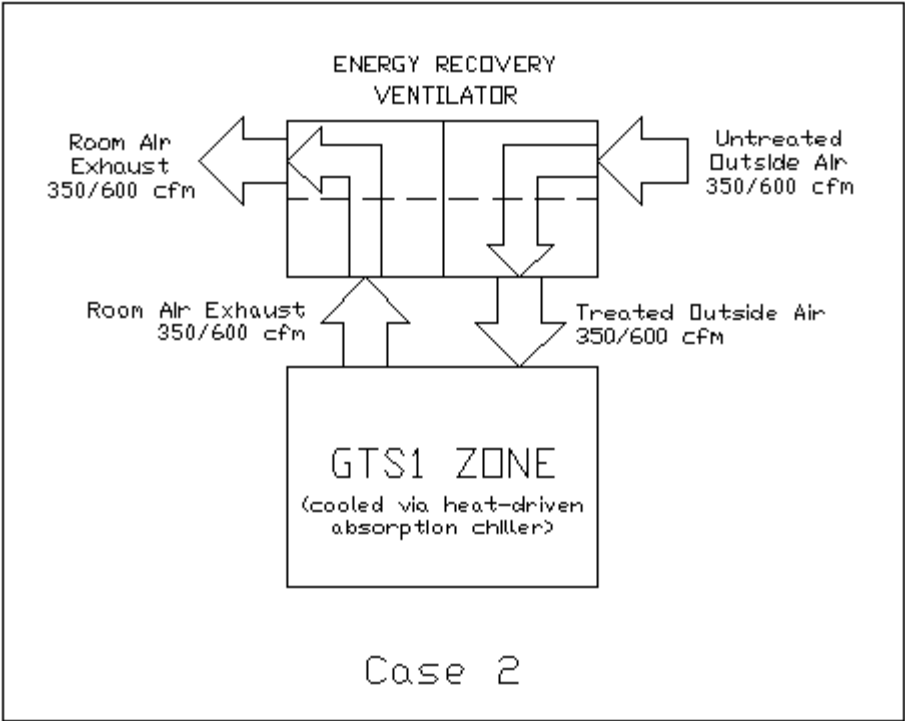 ENERGY RECOVERY
VENTILATOR
Room Air
Exhaust
350/600 cfm
Untreated
Outside Air
350/600 cfm
Room Air Exhaust
350/600 cfm
Treated Outside Air
350/600 cfm
GTS1 ZONE
(cooled via heat-driven
absorption chiller)
Case 2